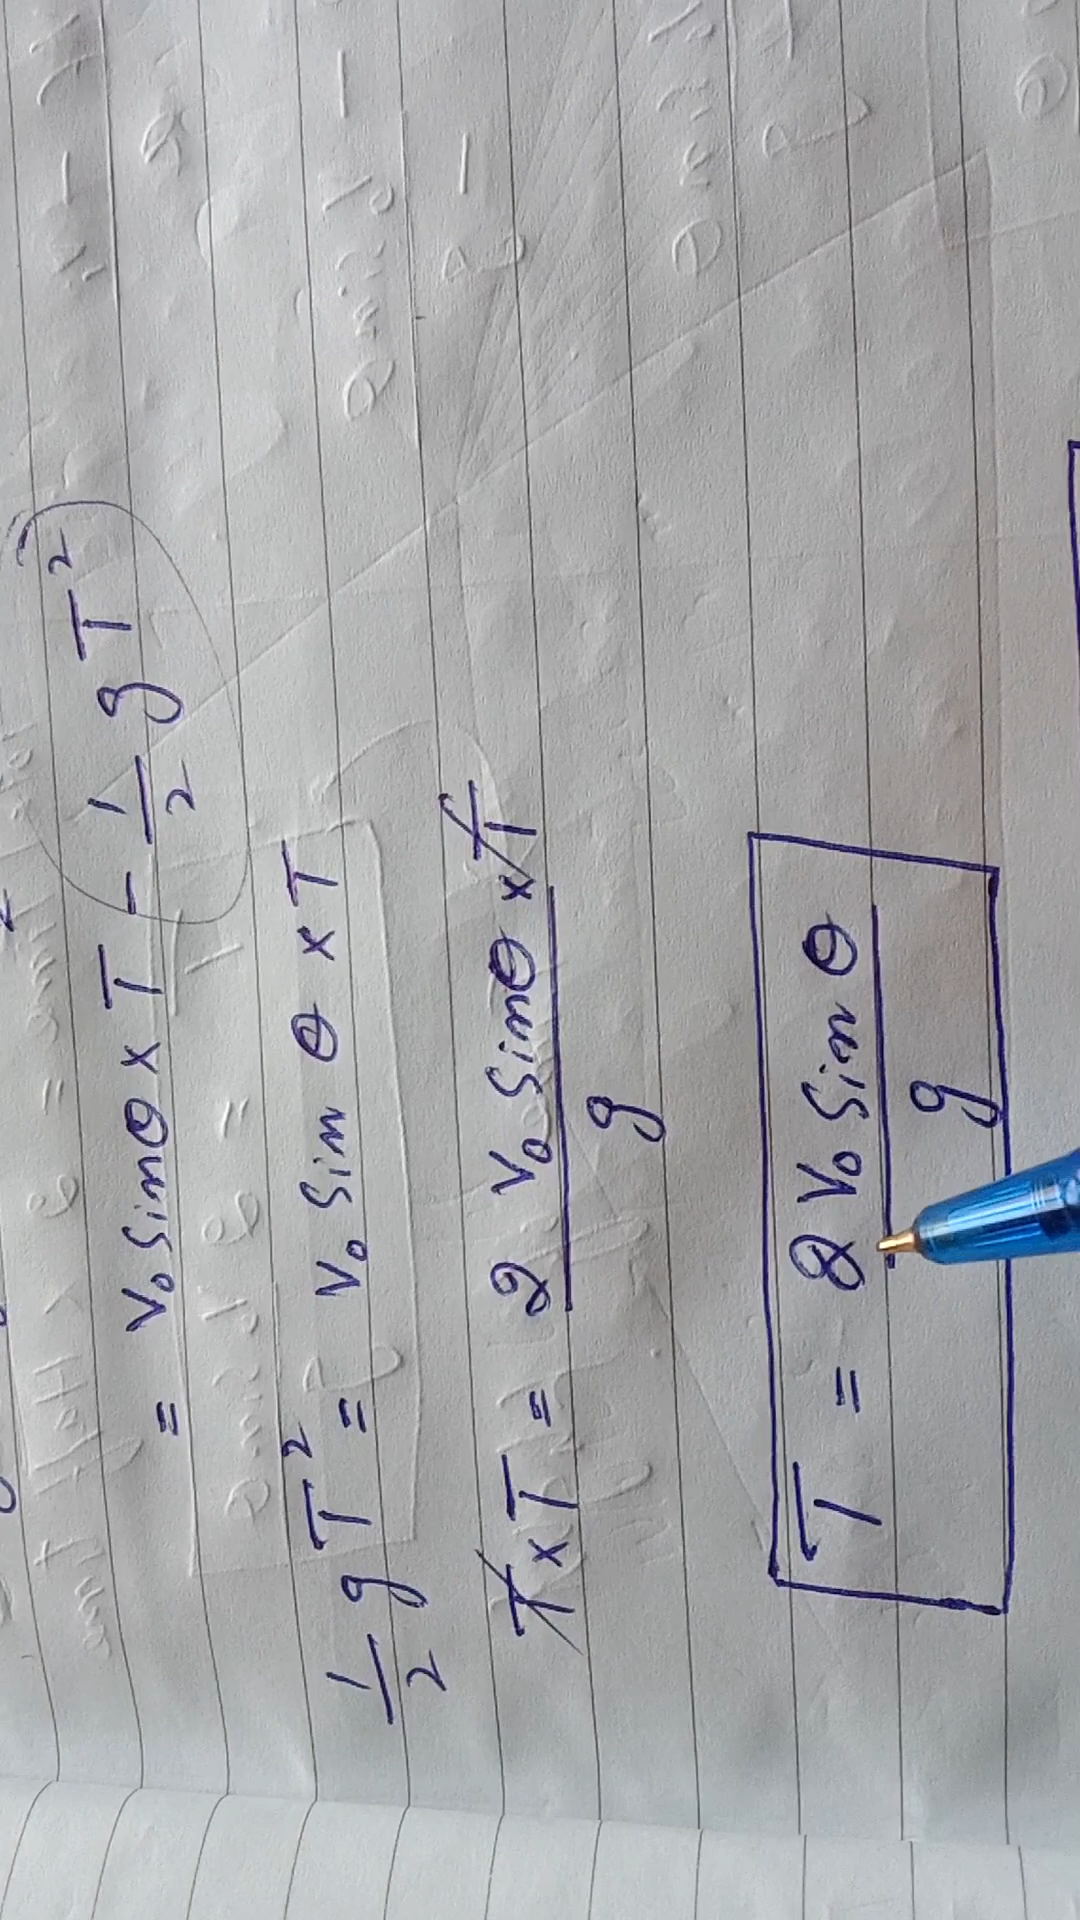 = v₀ sinθ × T - 1/2 g T²
1/2 g T² = v₀ sin θ × T
T × T = 2 v₀ sinθ × T / g
T = 2 v₀ sin θ / g